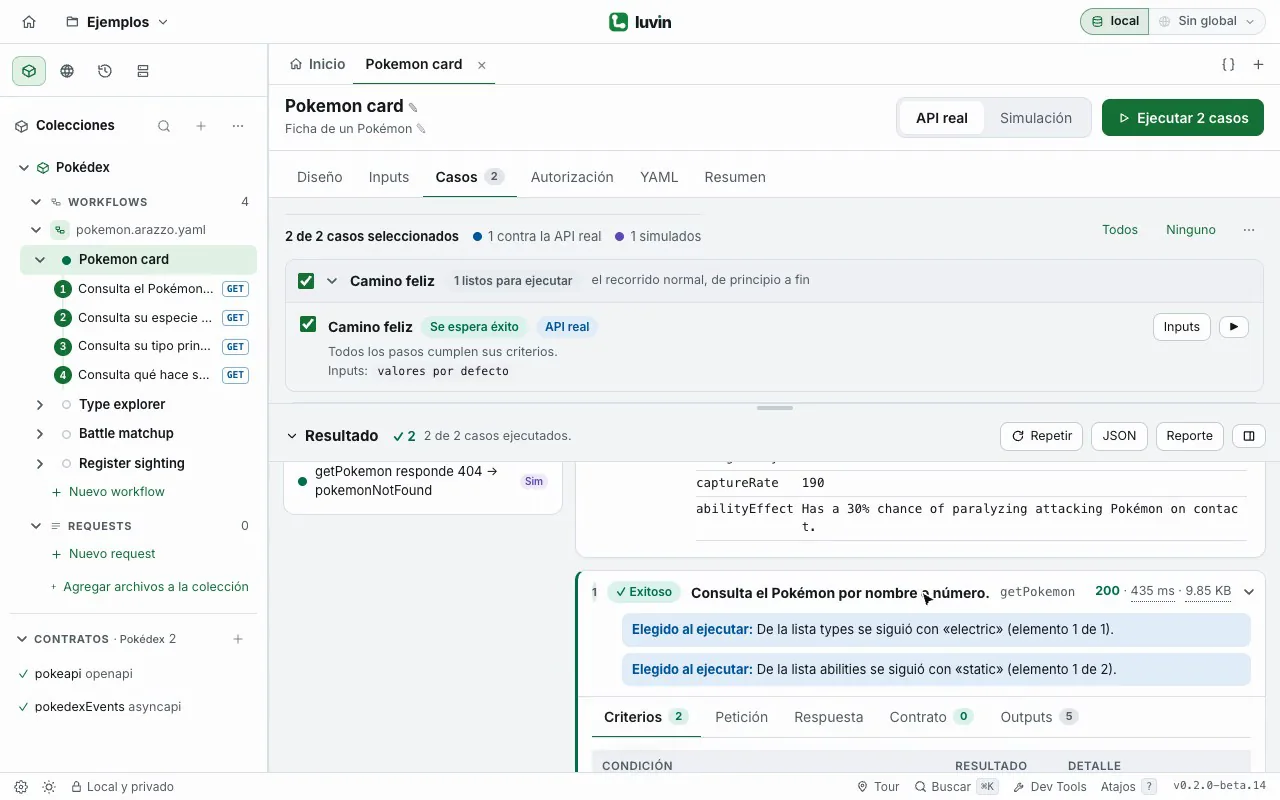 Ejemplos
luvin
local
Sin global
Inicio
Pokemon card
Colecciones
Pokédex
WORKFLOWS 4
pokemon.arazzo.yaml
Pokemon card
1 Consulta el Pokémon... GET
2 Consulta su especie ... GET
3 Consulta su tipo prin... GET
4 Consulta qué hace s... GET
Type explorer
Battle matchup
Register sighting
+ Nuevo workflow
REQUESTS 0
+ Nuevo request
+ Agregar archivos a la colección
CONTRATOS · Pokédex 2
pokeapi openapi
pokedexEvents asyncapi
Pokemon card
Ficha de un Pokémon
API real
Simulación
Ejecutar 2 casos
Diseño
Inputs
Casos 2
Autorización
YAML
Resumen
2 de 2 casos seleccionados
1 contra la API real
1 simulados
Todos
Ninguno
Camino feliz
1 listos para ejecutar
el recorrido normal, de principio a fin
Camino feliz
Se espera éxito
API real
Inputs
Todos los pasos cumplen sus criterios.
Inputs: valores por defecto
Resultado
2
2 de 2 casos ejecutados.
Repetir
JSON
Reporte
getPokemon responde 404 →
pokemonNotFound
Sim
captureRate 190
abilityEffect Has a 30% chance of paralyzing attacking Pokémon on contac
t.
1
Exitoso
Consulta el Pokémon por nombre o número.
getPokemon
200 · 435 ms · 9.85 KB
Elegido al ejecutar: De la lista types se siguió con «electric» (elemento 1 de 1).
Elegido al ejecutar: De la lista abilities se siguió con «static» (elemento 1 de 2).
Criterios 2
Petición
Respuesta
Contrato 0
Outputs 5
CONDICIÓN
RESULTADO
DETALLE
Local y privado
Tour
Buscar ⌘K
Dev Tools
Atajos ?
v0.2.0-beta.14